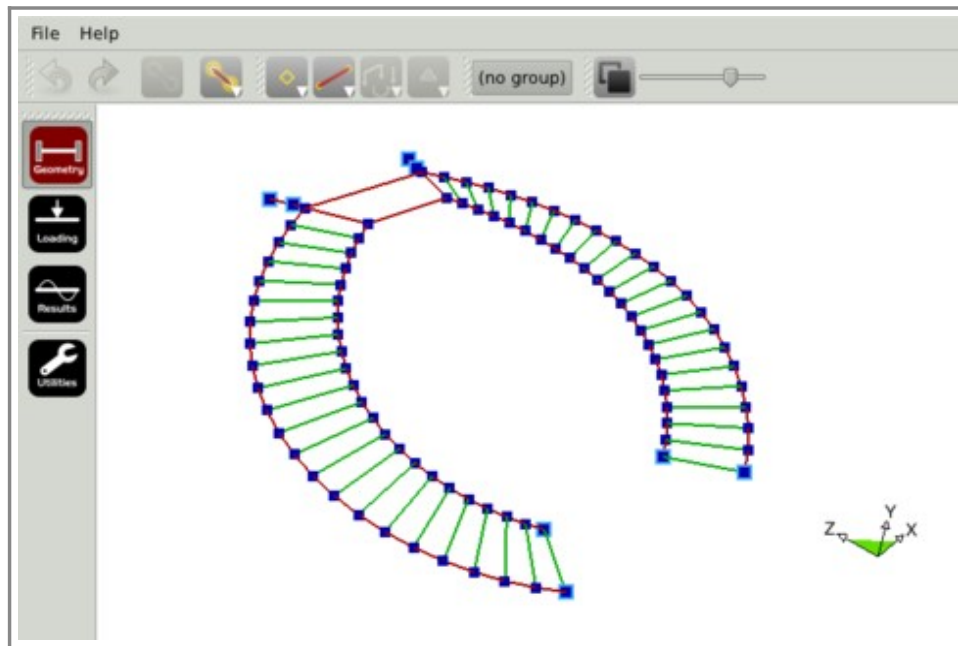 File Help
(no group)
Geometry
Loading
Results
Utilities
Y
Z X